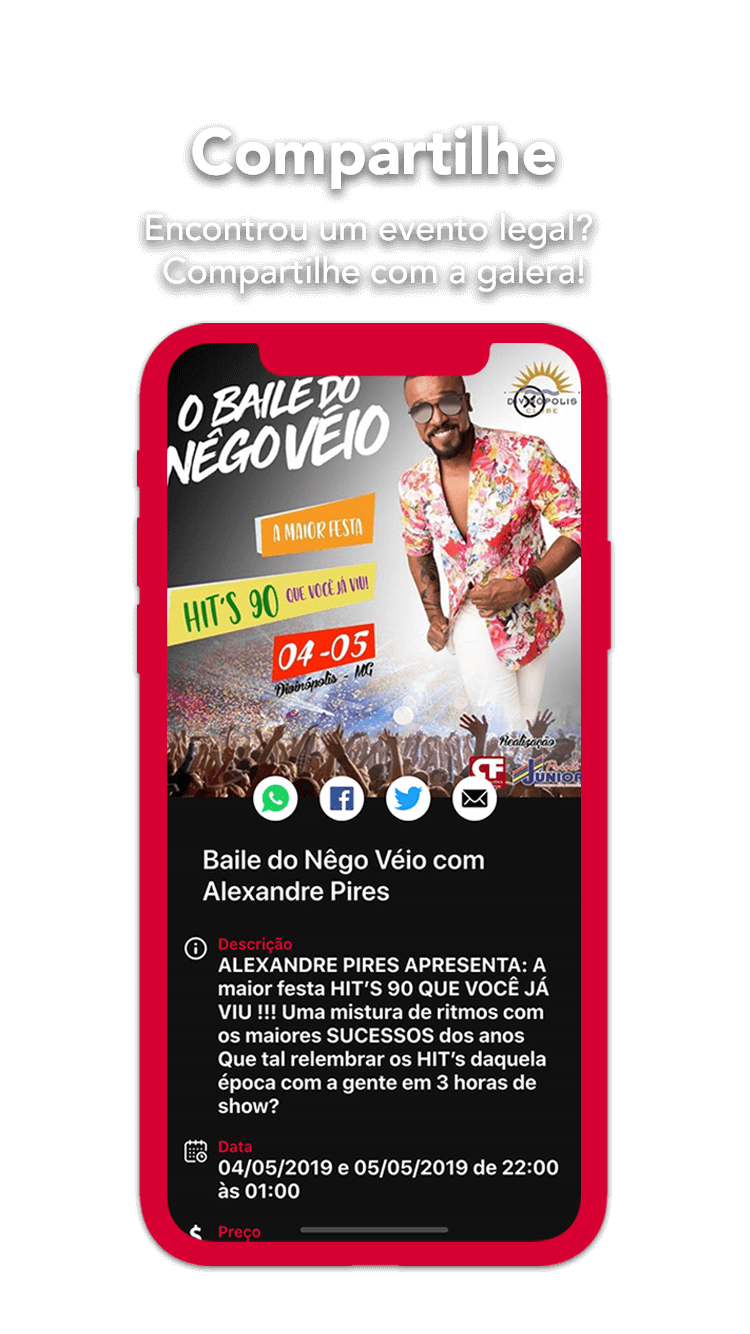 Compartilhe
Encontrou um evento legal?
Compartilhe com a galera!
O BAILE DO
NÊGO VÉIO
DIVINÓPOLIS
CLUBE
A MAIOR FESTA
HIT'S 90 QUE VOCÊ JÁ VIU!
04-05
Divinópolis - MG
Realização
CF
JUNIOR
Baile do Nêgo Véio com
Alexandre Pires
Descrição
ALEXANDRE PIRES APRESENTA: A
maior festa HIT’S 90 QUE VOCÊ JÁ
VIU !!! Uma mistura de ritmos com
os maiores SUCESSOS dos anos
Que tal relembrar os HIT’s daquela
época com a gente em 3 horas de
show?
Data
04/05/2019 e 05/05/2019 de 22:00
às 01:00
Preço